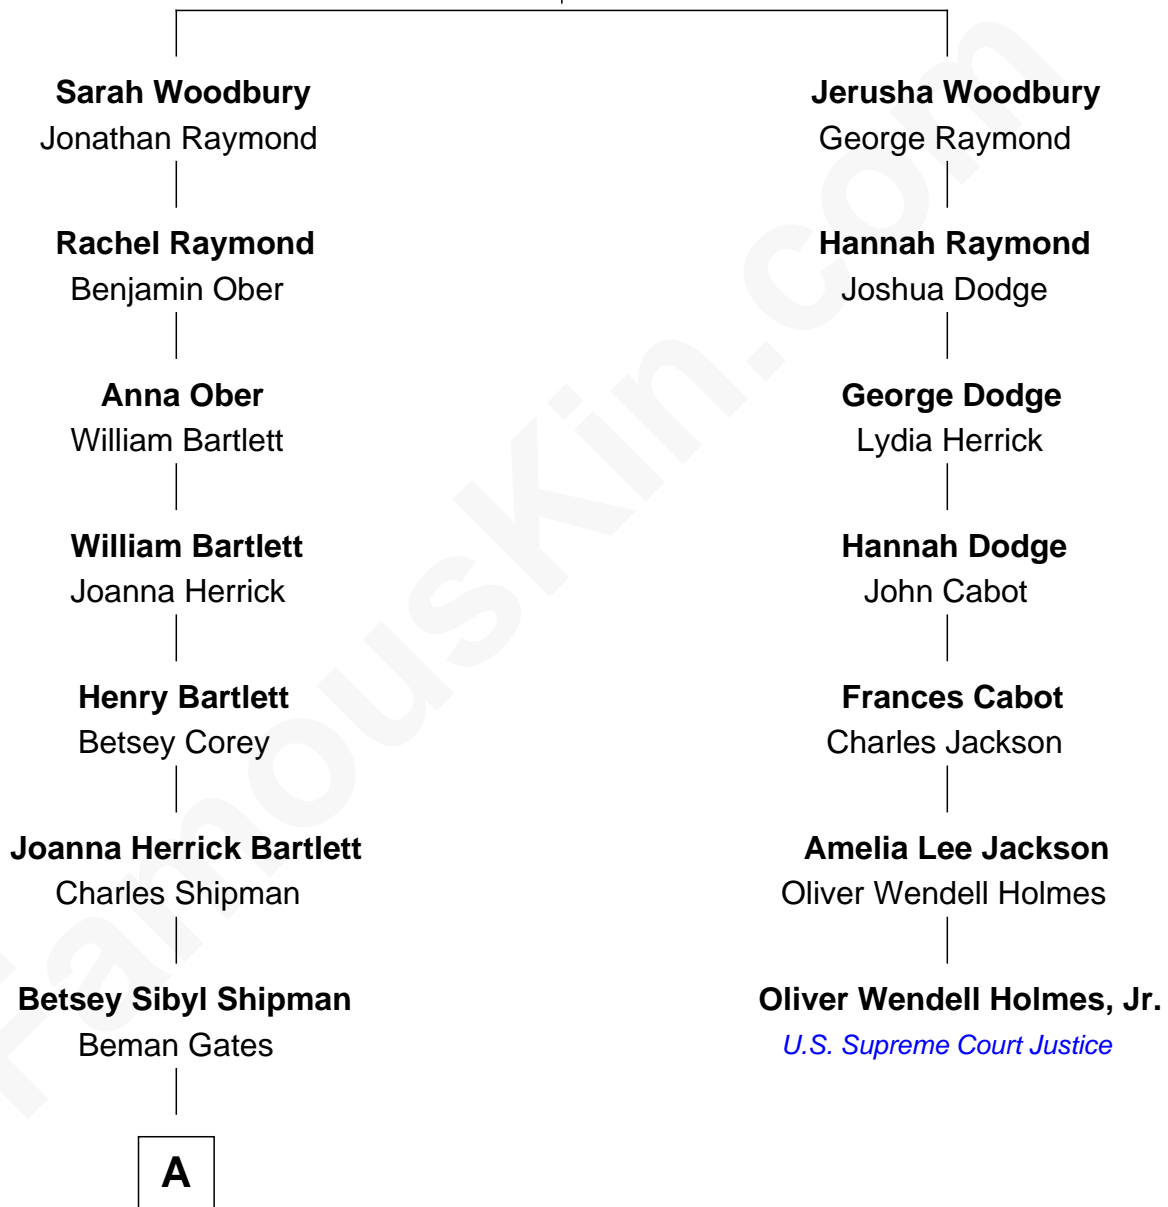 Sarah Woodbury
Jonathan Raymond
Rachel Raymond
Benjamin Ober
Anna Ober
William Bartlett
William Bartlett
Joanna Herrick
Henry Bartlett
Betsey Corey
Joanna Herrick Bartlett
Charles Shipman
Betsey Sibyl Shipman
Beman Gates
A
Jerusha Woodbury
George Raymond
Hannah Raymond
Joshua Dodge
George Dodge
Lydia Herrick
Hannah Dodge
John Cabot
Frances Cabot
Charles Jackson
Amelia Lee Jackson
Oliver Wendell Holmes
Oliver Wendell Holmes, Jr.
U.S. Supreme Court Justice
FamousKin.com